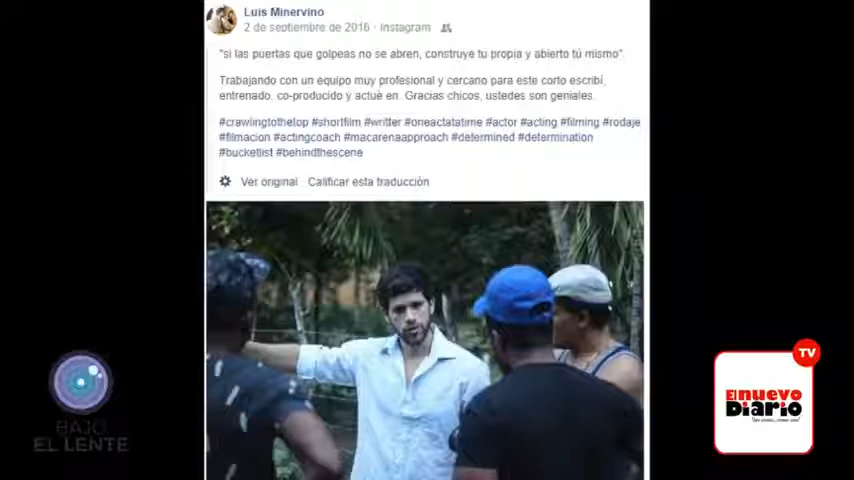 Luis Minervino
2 de septiembre de 2016 · Instagram
"si las puertas que golpeas no se abren, construye tu propia y abierto tú mismo".
Trabajando con un equipo muy profesional y cercano para este corto escribí,
entrenado, co-producido y actuè en. Gracias chicos, ustedes son geniales.
#crawlingtothetop #shortfilm #writter #oneactatatime #actor #acting #filming #rodaje
#filmacion #actingcoach #macarenaapproach #determined #determination
#bucketlist #behindthescene
Ver original · Calificar esta traducción
BAJO
EL LENTE
TV
El nuevo
Diario